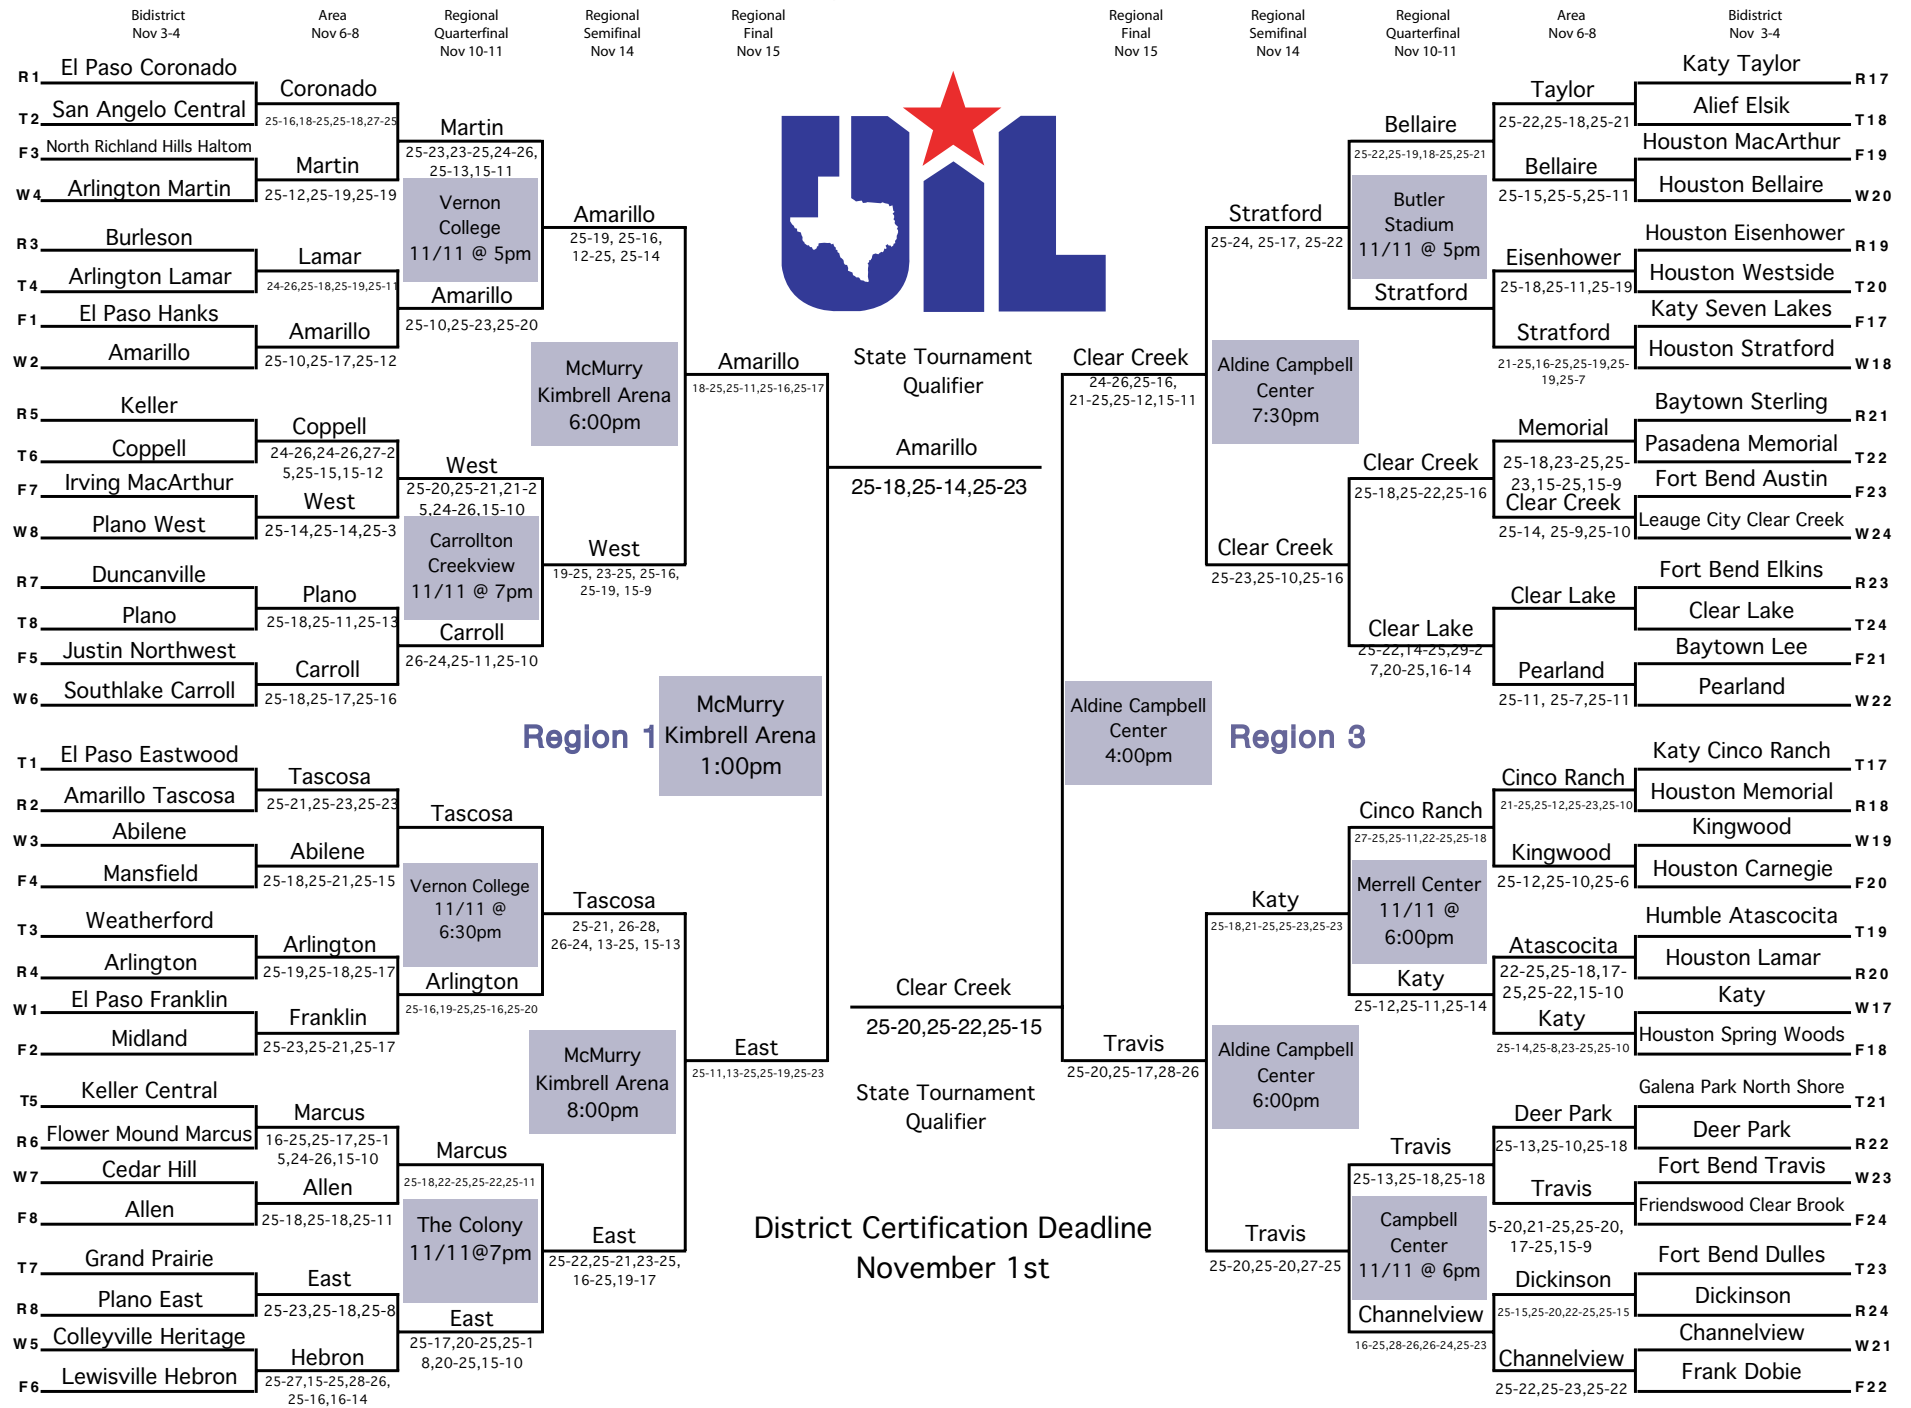 Bidistrict
Nov 3-4
Area
Nov 6-8
Regional
Quarterfinal
Nov 10-11
Regional
Semifinal
Nov 14
Regional
Final
Nov 15
Regional
Final
Nov 15
Regional
Semifinal
Nov 14
Regional
Quarterfinal
Nov 10-11
Area
Nov 6-8
Bidistrict
Nov 3-4
R1 El Paso Coronado
T2 San Angelo Central
F3 North Richland Hills Haltom
W4 Arlington Martin
R3 Burleson
T4 Arlington Lamar
F1 El Paso Hanks
W2 Amarillo
R5 Keller
T6 Coppell
F7 Irving MacArthur
W8 Plano West
R7 Duncanville
T8 Plano
F5 Justin Northwest
W6 Southlake Carroll
T1 El Paso Eastwood
R2 Amarillo Tascosa
W3 Abilene
F4 Mansfield
T3 Weatherford
R4 Arlington
W1 El Paso Franklin
F2 Midland
T5 Keller Central
R6 Flower Mound Marcus
W7 Cedar Hill
F8 Allen
T7 Grand Prairie
R8 Plano East
W5 Colleyville Heritage
F6 Lewisville Hebron
Coronado
25-16,18-25,25-18,27-25
Martin
25-12,25-19,25-19
Lamar
24-26,25-18,25-19,25-11
Amarillo
25-10,25-17,25-12
Coppell
24-26,24-26,27-2
5,25-15,15-12
West
25-14,25-14,25-3
Plano
25-18,25-11,25-13
Carroll
25-18,25-17,25-16
Tascosa
25-21,25-23,25-23
Abilene
25-18,25-21,25-15
Arlington
25-19,25-18,25-17
Franklin
25-23,25-21,25-17
Marcus
16-25,25-17,25-1
5,24-26,15-10
Allen
25-18,25-18,25-11
East
25-23,25-18,25-8
Hebron
25-27,15-25,28-26,
25-16,16-14
Martin
25-23,23-25,24-26,
25-13,15-11
Vernon
College
11/11 @ 5pm
Amarillo
25-10,25-23,25-20
West
25-20,25-21,21-2
5,24-26,15-10
Carrollton
Creekview
11/11 @ 7pm
Carroll
26-24,25-11,25-10
Tascosa
Vernon College
11/11 @
6:30pm
Arlington
25-16,19-25,25-16,25-20
Marcus
25-18,22-25,25-22,25-11
The Colony
11/11@7pm
East
25-17,20-25,25-1
8,20-25,15-10
Amarillo
25-19, 25-16,
12-25, 25-14
McMurry
Kimbrell Arena
6:00pm
West
19-25, 23-25, 25-16,
25-19, 15-9
Tascosa
25-21, 26-28,
26-24, 13-25, 15-13
McMurry
Kimbrell Arena
8:00pm
East
25-22,25-21,23-25,
16-25,19-17
Amarillo
18-25,25-11,25-16,25-17
Region 1
McMurry
Kimbrell Arena
1:00pm
East
25-11,13-25,25-19,25-23
UIL
State Tournament
Qualifier
Amarillo
25-18,25-14,25-23
Clear Creek
25-20,25-22,25-15
State Tournament
Qualifier
District Certification Deadline
November 1st
Clear Creek
24-26,25-16,
21-25,25-12,15-11
Aldine Campbell
Center
4:00pm
Region 3
Travis
25-20,25-17,28-26
Stratford
25-24, 25-17, 25-22
Aldine Campbell
Center
7:30pm
Clear Creek
25-23,25-10,25-16
Katy
25-18,21-25,25-23,25-23
Aldine Campbell
Center
6:00pm
Travis
25-20,25-20,27-25
Bellaire
25-22,25-19,18-25,25-21
Butler
Stadium
11/11 @ 5pm
Stratford
Clear Creek
25-18,25-22,25-16
Clear Lake
25-22,14-25,29-2
7,20-25,16-14
Cinco Ranch
27-25,25-11,22-25,25-18
Merrell Center
11/11 @
6:00pm
Katy
25-12,25-11,25-14
Travis
25-13,25-18,25-18
Campbell
Center
11/11 @ 6pm
Channelview
16-25,28-26,26-24,25-23
Taylor
25-22,25-18,25-21
Bellaire
25-15,25-5,25-11
Eisenhower
25-18,25-11,25-19
Stratford
21-25,16-25,25-19,25-
19,25-7
Memorial
25-18,23-25,25-
23,15-25,15-9
Clear Creek
25-14, 25-9,25-10
Clear Lake
Pearland
25-11, 25-7,25-11
Cinco Ranch
21-25,25-12,25-23,25-10
Kingwood
25-12,25-10,25-6
Atascocita
22-25,25-18,17-
25,25-22,15-10
Katy
25-14,25-8,23-25,25-10
Deer Park
25-13,25-10,25-18
Travis
5-20,21-25,25-20,
17-25,15-9
Dickinson
25-15,25-20,22-25,25-15
Channelview
25-22,25-23,25-22
Katy Taylor R17
Alief Elsik T18
Houston MacArthur F19
Houston Bellaire W20
Houston Eisenhower R19
Houston Westside T20
Katy Seven Lakes F17
Houston Stratford W18
Baytown Sterling R21
Pasadena Memorial T22
Fort Bend Austin F23
Leauge City Clear Creek W24
Fort Bend Elkins R23
Clear Lake T24
Baytown Lee F21
Pearland W22
Katy Cinco Ranch T17
Houston Memorial R18
Kingwood W19
Houston Carnegie F20
Humble Atascocita T19
Houston Lamar R20
Katy W17
Houston Spring Woods F18
Galena Park North Shore T21
Deer Park R22
Fort Bend Travis W23
Friendswood Clear Brook F24
Fort Bend Dulles T23
Dickinson R24
Channelview W21
Frank Dobie F22